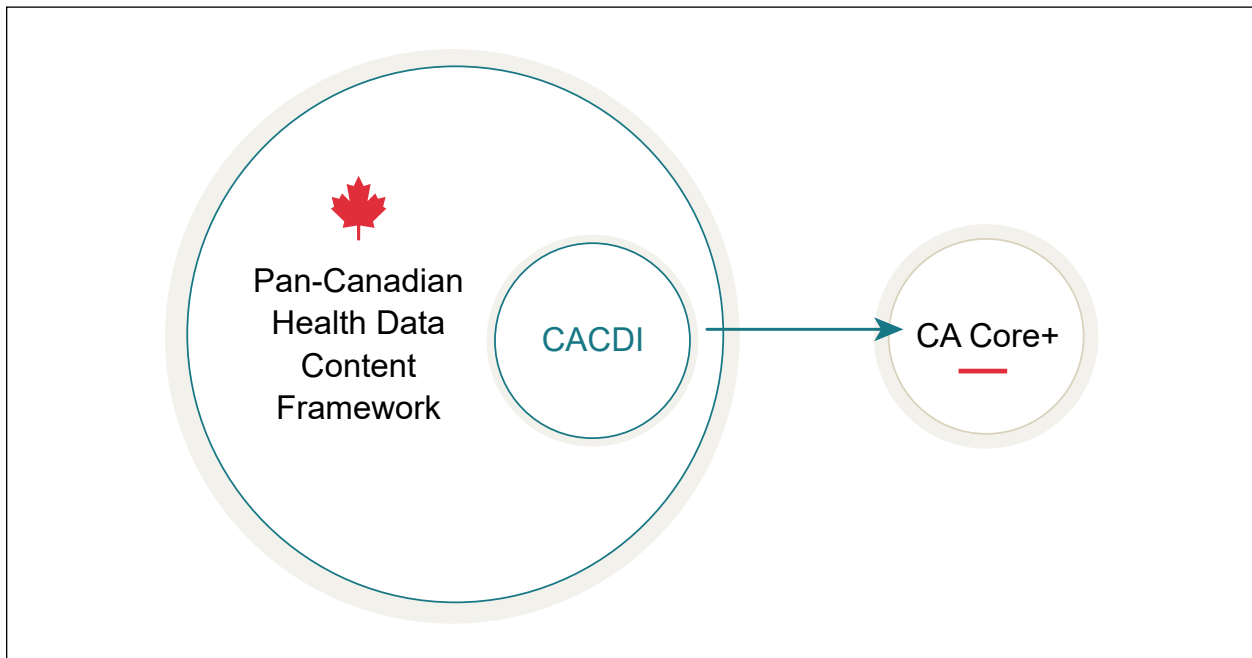 Pan-Canadian
Health Data
Content
Framework
CACDI
CA Core+